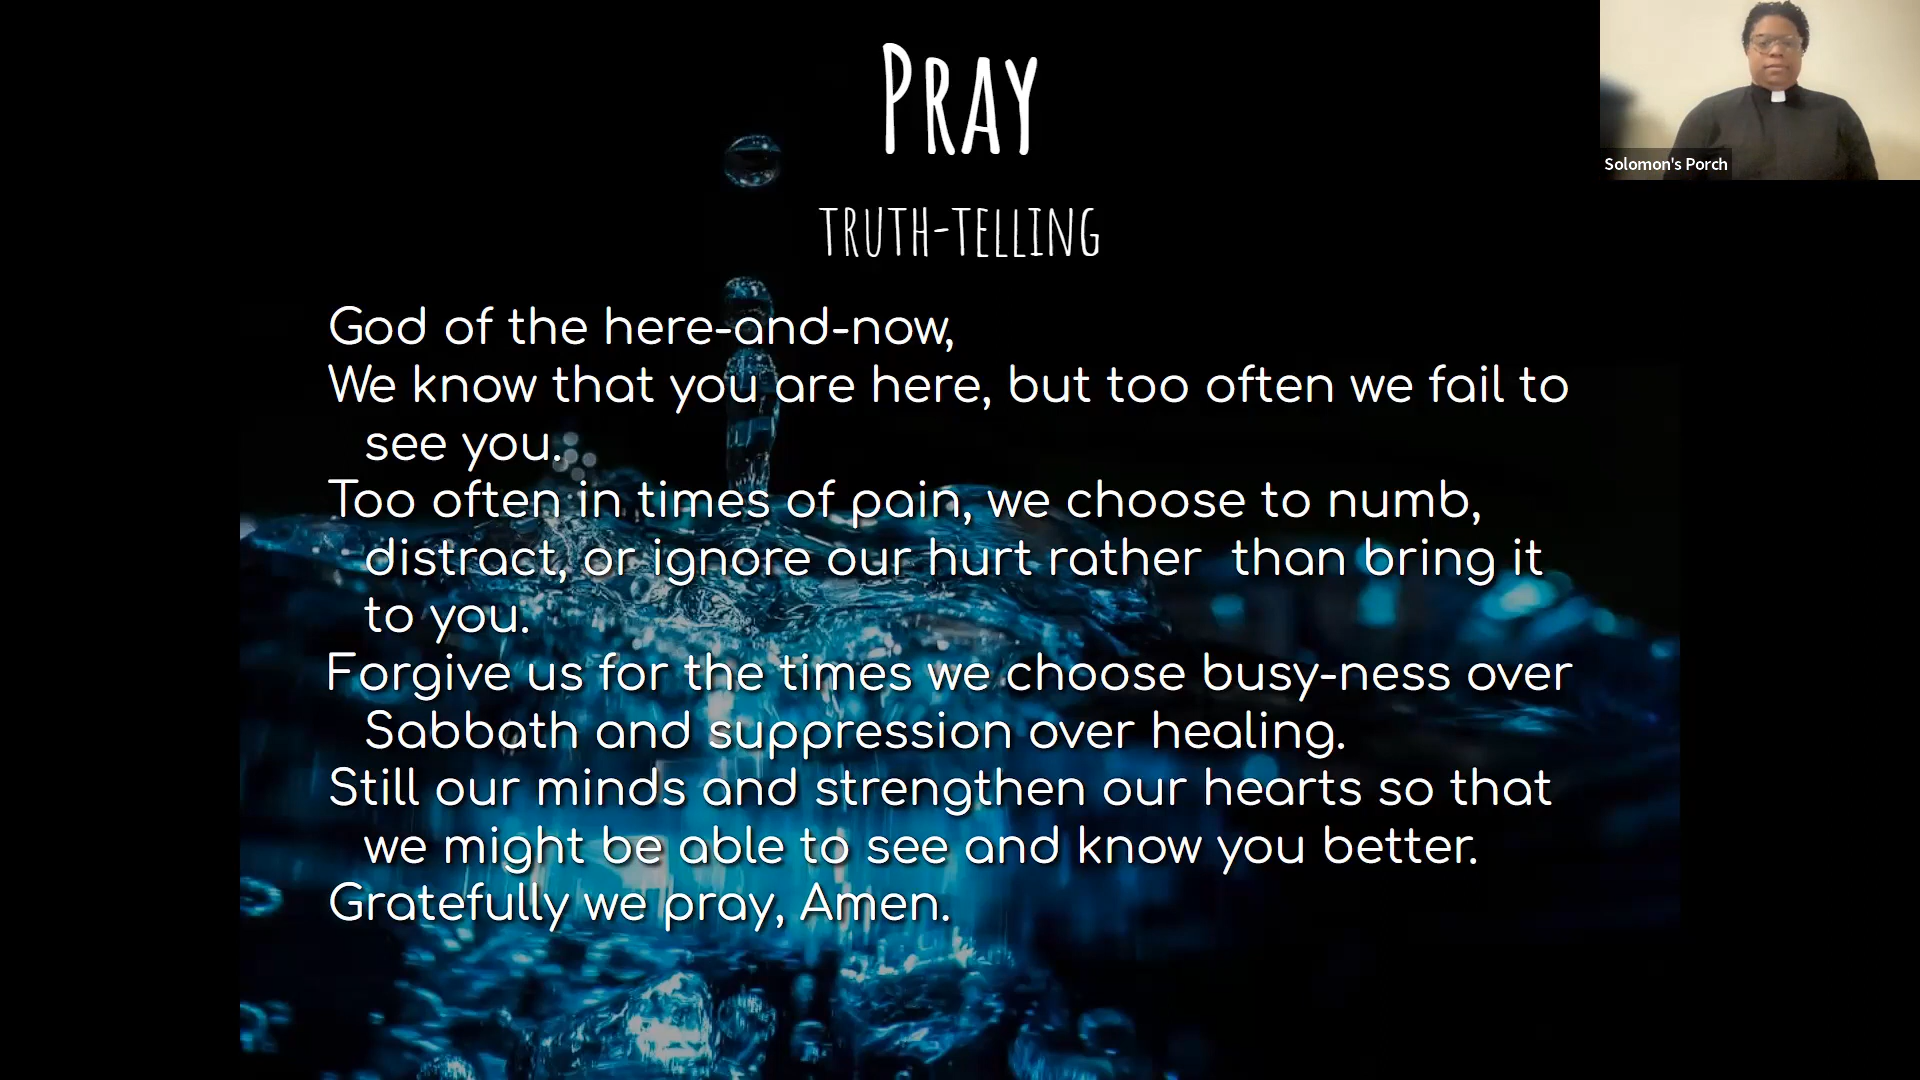 Pray
Solomon's Porch
truth-telling
God of the here-and-now,
We know that you are here, but too often we fail to
see you.
Too often in times of pain, we choose to numb,
distract, or ignore our hurt rather  than bring it
to you.
Forgive us for the times we choose busy-ness over
Sabbath and suppression over healing.
Still our minds and strengthen our hearts so that
we might be able to see and know you better.
Gratefully we pray, Amen.